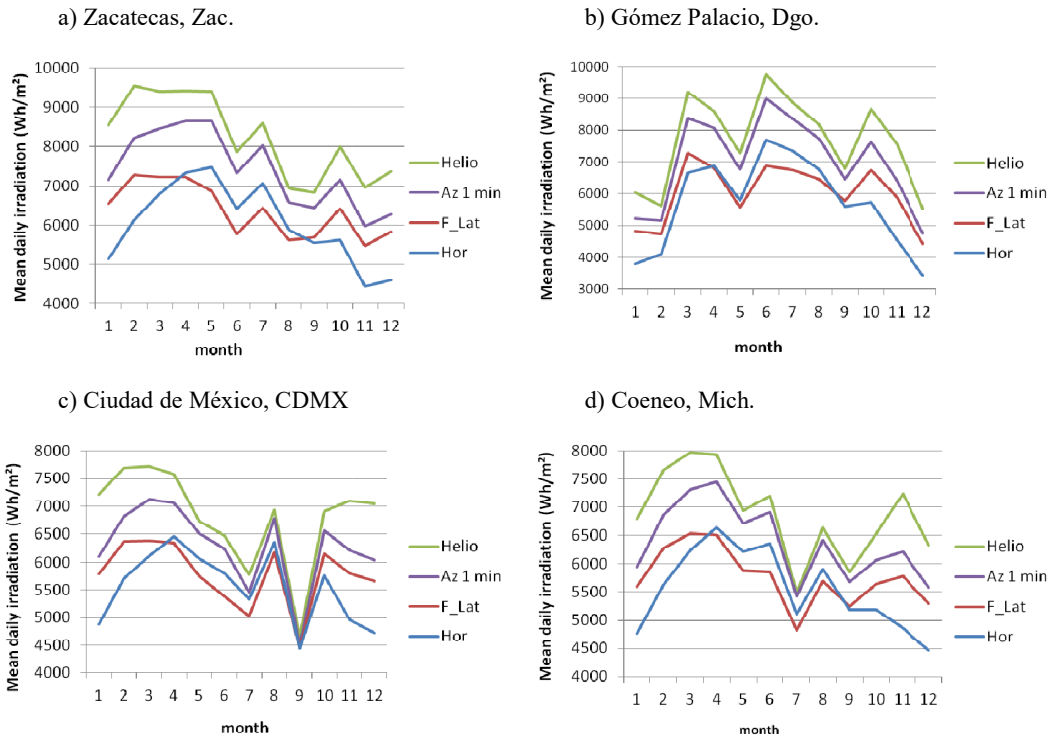 a) Zacatecas, Zac.
Mean daily irradiation (Wh/m²)
10000
9000
8000
7000
6000
5000
4000
1 2 3 4 5 6 7 8 9 10 11 12
month
Helio
Az 1 min
F_Lat
Hor
b) Gómez Palacio, Dgo.
Mean daily irradiation (Wh/m²)
10000
9000
8000
7000
6000
5000
4000
3000
1 2 3 4 5 6 7 8 9 10 11 12
month
Helio
Az 1 min
F_Lat
Hor
c) Ciudad de México, CDMX
Mean daily irradiation (Wh/m²)
8000
7500
7000
6500
6000
5500
5000
4500
4000
1 2 3 4 5 6 7 8 9 10 11 12
month
Helio
Az 1 min
F_Lat
Hor
d) Coeneo, Mich.
Mean daily irradiation (Wh/m²)
8000
7500
7000
6500
6000
5500
5000
4500
4000
1 2 3 4 5 6 7 8 9 10 11 12
month
Helio
Az 1 min
F_Lat
Hor